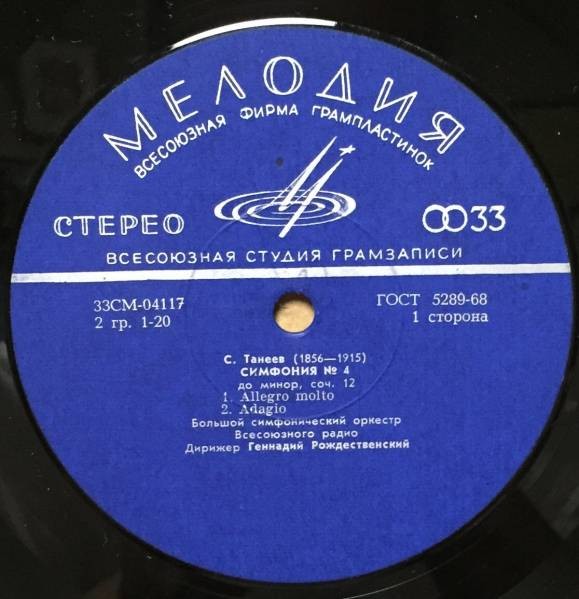 МЕЛОДИЯ
ВСЕСОЮЗНАЯ ФИРМА ГРАМПЛАСТИНОК
СТЕРЕО
33
ВСЕСОЮЗНАЯ СТУДИЯ ГРАМЗАПИСИ
33СМ-04117
2 гр. 1-20
ГОСТ 5289-68
1 сторона
С. Танеев (1856—1915)
СИМФОНИЯ № 4
до минор, соч. 12
1. Allegro molto
2. Adagio
Большой симфонический оркестр
Всесоюзного радио
Дирижер Геннадий Рождественский